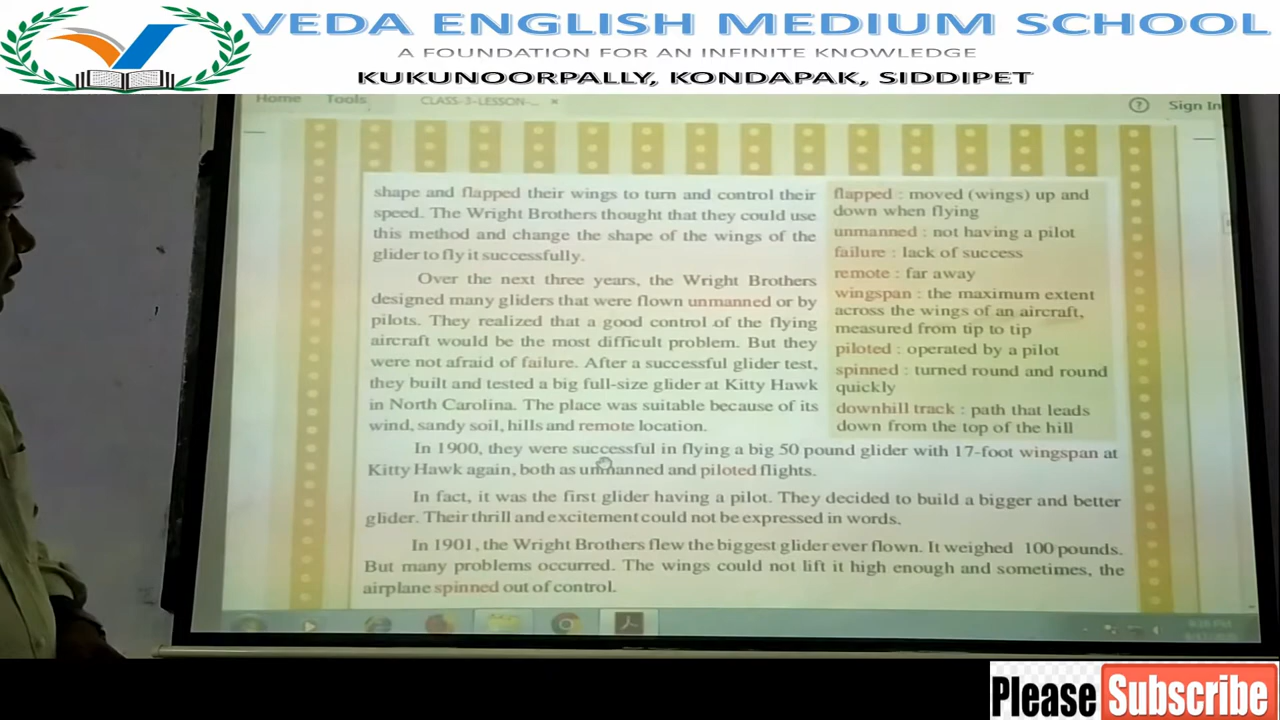 VEDA ENGLISH MEDIUM SCHOOL
A FOUNDATION FOR AN INFINITE KNOWLEDGE
KUKUNOORPALLY, KONDAPAK, SIDDIPET
Home Tools CLASS-3-LESSON-... × ? Sign In
shape and flapped their wings to turn and control their
speed. The Wright Brothers thought that they could use
this method and change the shape of the wings of the
glider to fly it successfully.
Over the next three years, the Wright Brothers
designed many gliders that were flown unmanned or by
pilots. They realized that a good control of the flying
aircraft would be the most difficult problem. But they
were not afraid of failure. After a successful glider test,
they built and tested a big full-size glider at Kitty Hawk
in North Carolina. The place was suitable because of its
wind, sandy soil, hills and remote location.
flapped : moved (wings) up and
down when flying
unmanned : not having a pilot
failure : lack of success
remote : far away
wingspan : the maximum extent
across the wings of an aircraft,
measured from tip to tip
piloted : operated by a pilot
spinned : turned round and round
quickly
downhill track : path that leads
down from the top of the hill
In 1900, they were successful in flying a big 50 pound glider with 17-foot wingspan at
Kitty Hawk again, both as unmanned and piloted flights.
In fact, it was the first glider having a pilot. They decided to build a bigger and better
glider. Their thrill and excitement could not be expressed in words.
In 1901, the Wright Brothers flew the biggest glider ever flown. It weighed 100 pounds.
But many problems occurred. The wings could not lift it high enough and sometimes, the
airplane spinned out of control.
Please Subscribe